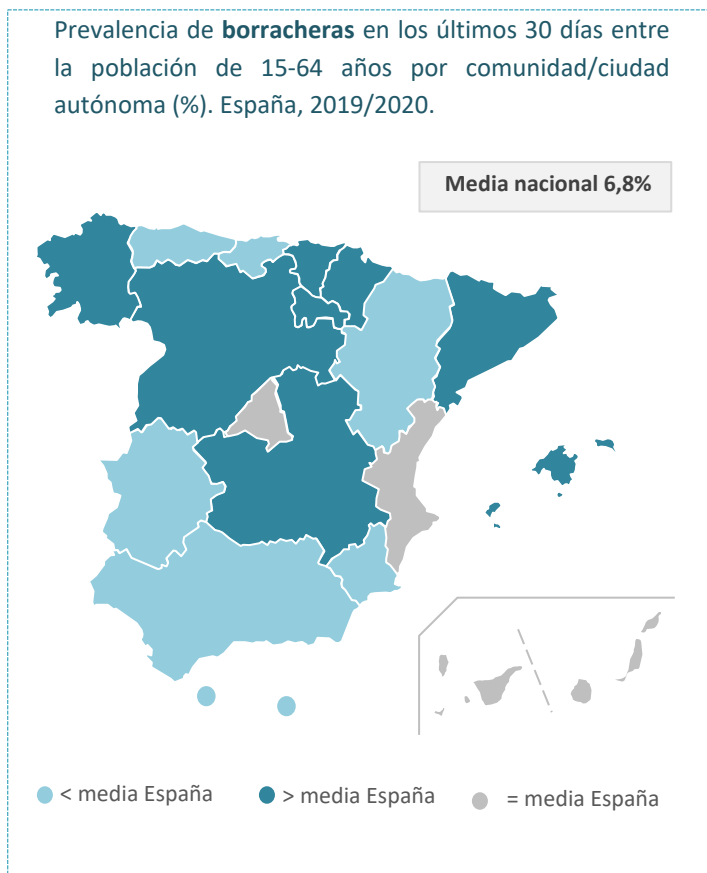 Prevalencia de borracheras en los últimos 30 días entre
la población de 15-64 años por comunidad/ciudad
autónoma (%). España, 2019/2020.
Media nacional 6,8%
< media España
> media España
= media España